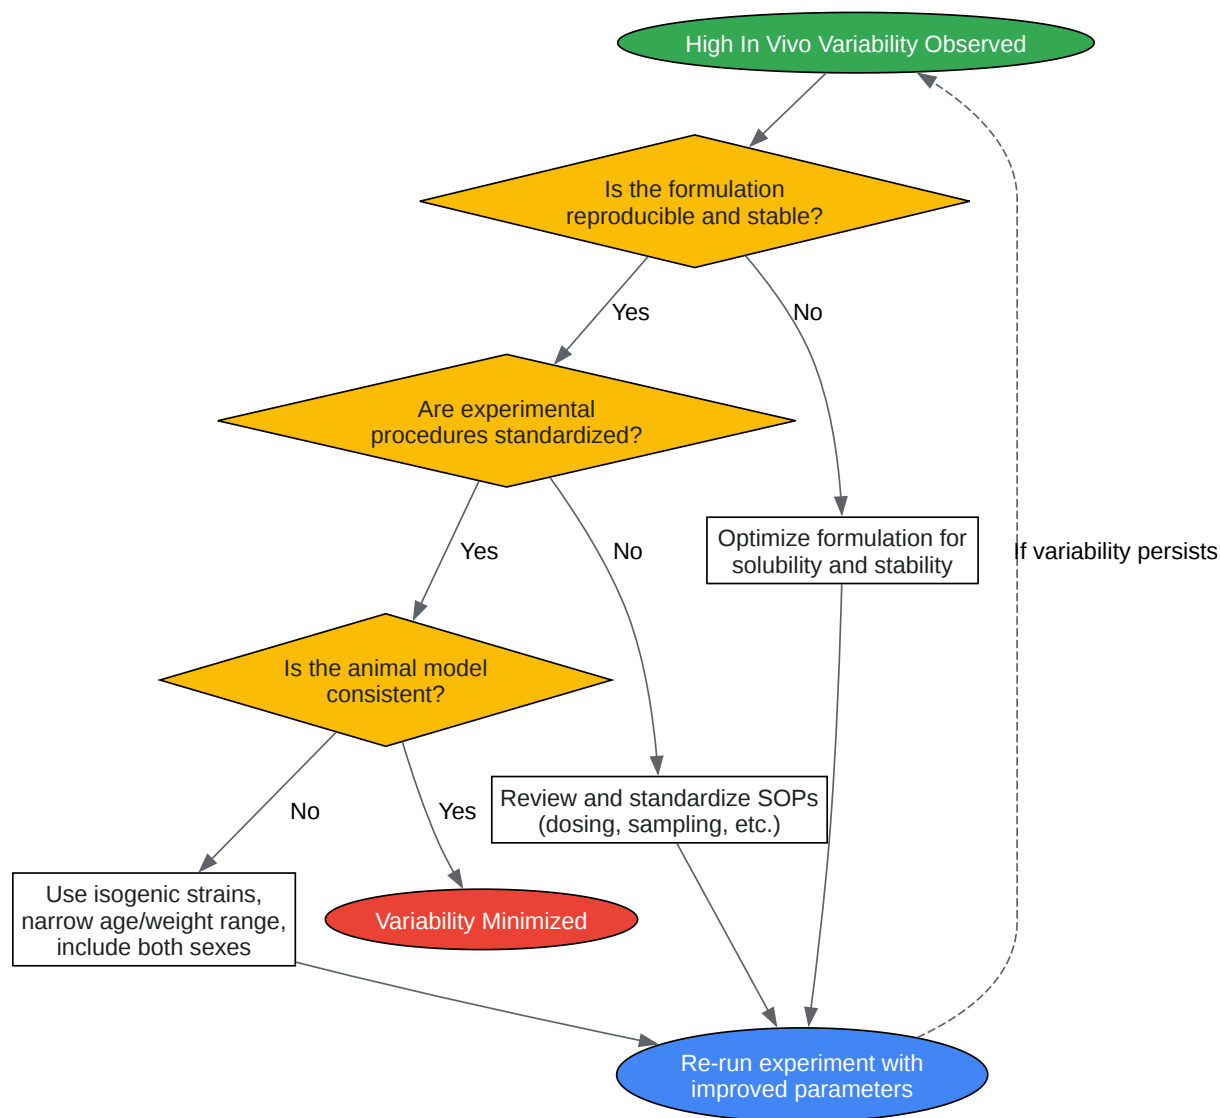 High In Vivo Variability Observed
Is the formulation
reproducible and stable?
Yes
No
Are experimental
procedures standardized?
Yes
No
Optimize formulation for
solubility and stability
If variability persists
Is the animal model
consistent?
No
Yes
Review and standardize SOPs
(dosing, sampling, etc.)
Use isogenic strains,
narrow age/weight range,
include both sexes
Variability Minimized
Re-run experiment with
improved parameters